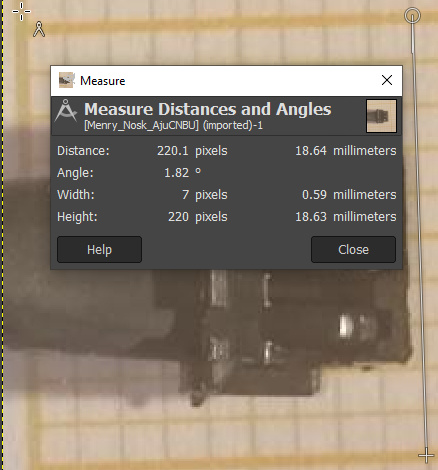 Measure
Measure Distances and Angles
[Menry_Nosk_AjuCNBU] (imported)-1
Distance: 220.1 pixels 18.64 millimeters
Angle: 1.82 °
Width: 7 pixels 0.59 millimeters
Height: 220 pixels 18.63 millimeters
Help Close